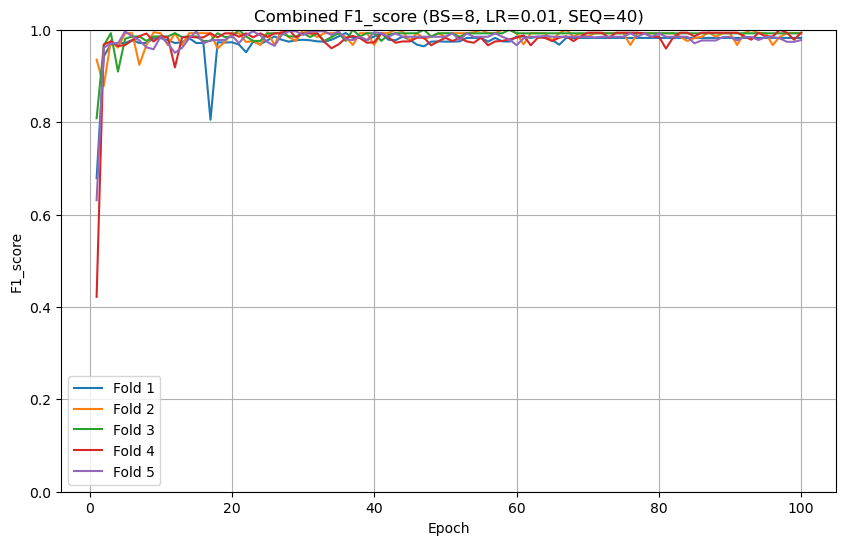 Combined F1_score (BS=8, LR=0.01, SEQ=40)
F1_score
1.0
0.8
0.6
0.4
0.2
0.0
Fold 1
Fold 2
Fold 3
Fold 4
Fold 5
0 20 40 60 80 100
Epoch